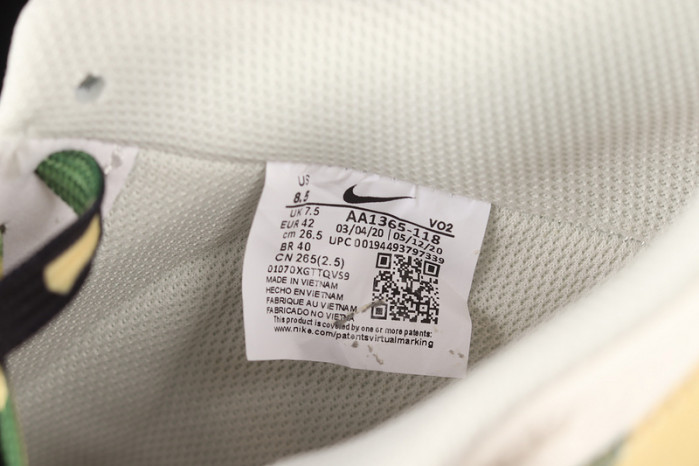 US
8.5
UK 7.5
EUR 42
cm 26.5
BR 40
CN 265(2.5)
AA1365-118 VO2
03/04/20 05/12/20
UPC 00194493797339
01070XGTTQV59
MADE IN VIETNAM
HECHO EN VIETNAM
FABRIQUE AU VIETNAM
FABRICADO NO VIETNA
This product is covered by one or more patents:
www.nike.com/patentsvirtualmarking